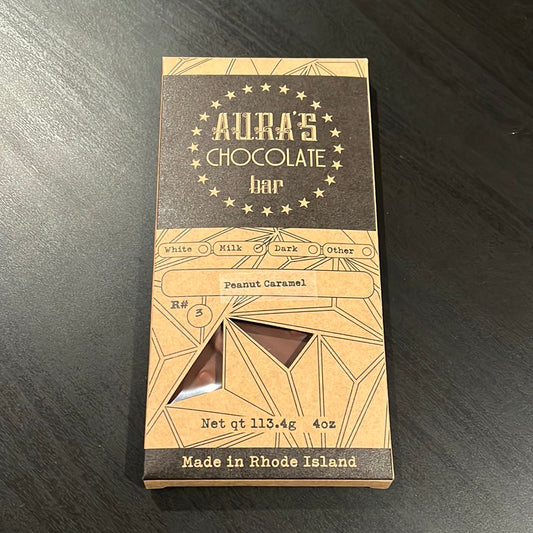 AURA'S
CHOCOLATE
bar
White Milk Dark Other
Peanut Caramel
R# 3
Net qt 113.4g 4oz
Made in Rhode Island